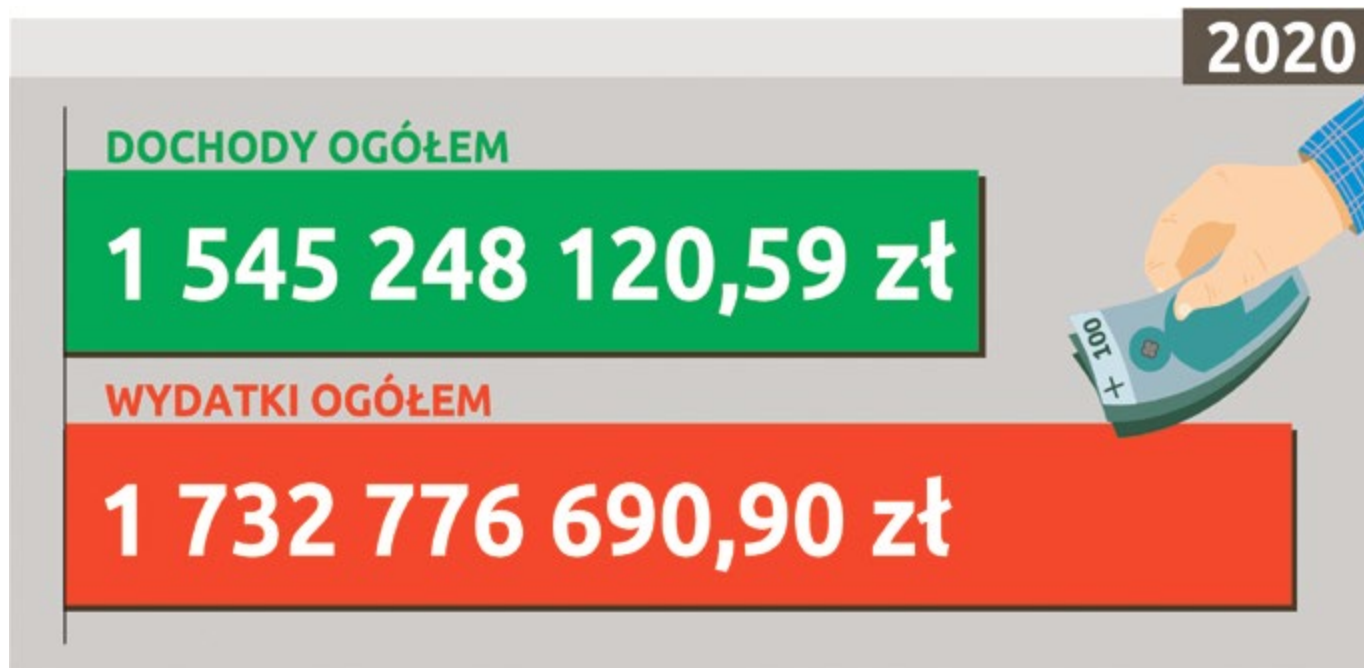 2020
DOCHODY OGÓŁEM
1 545 248 120,59 zł
100
WYDATKI OGÓŁEM
1 732 776 690,90 zł